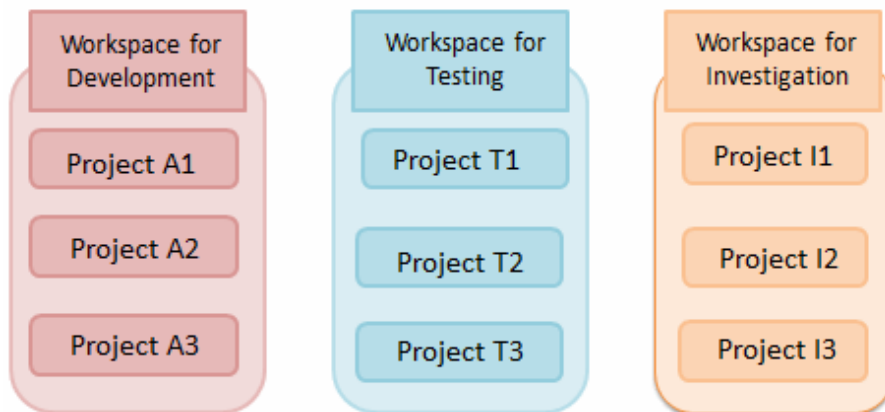 Workspace for
Development
Project A1
Project A2
Project A3
Workspace for
Testing
Project T1
Project T2
Project T3
Workspace for
Investigation
Project I1
Project I2
Project I3